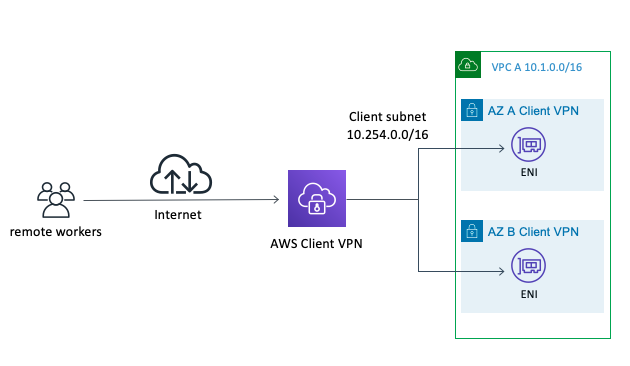 remote workers
Internet
AWS Client VPN
Client subnet
10.254.0.0/16
VPC A 10.1.0.0/16
AZ A Client VPN
ENI
AZ B Client VPN
ENI